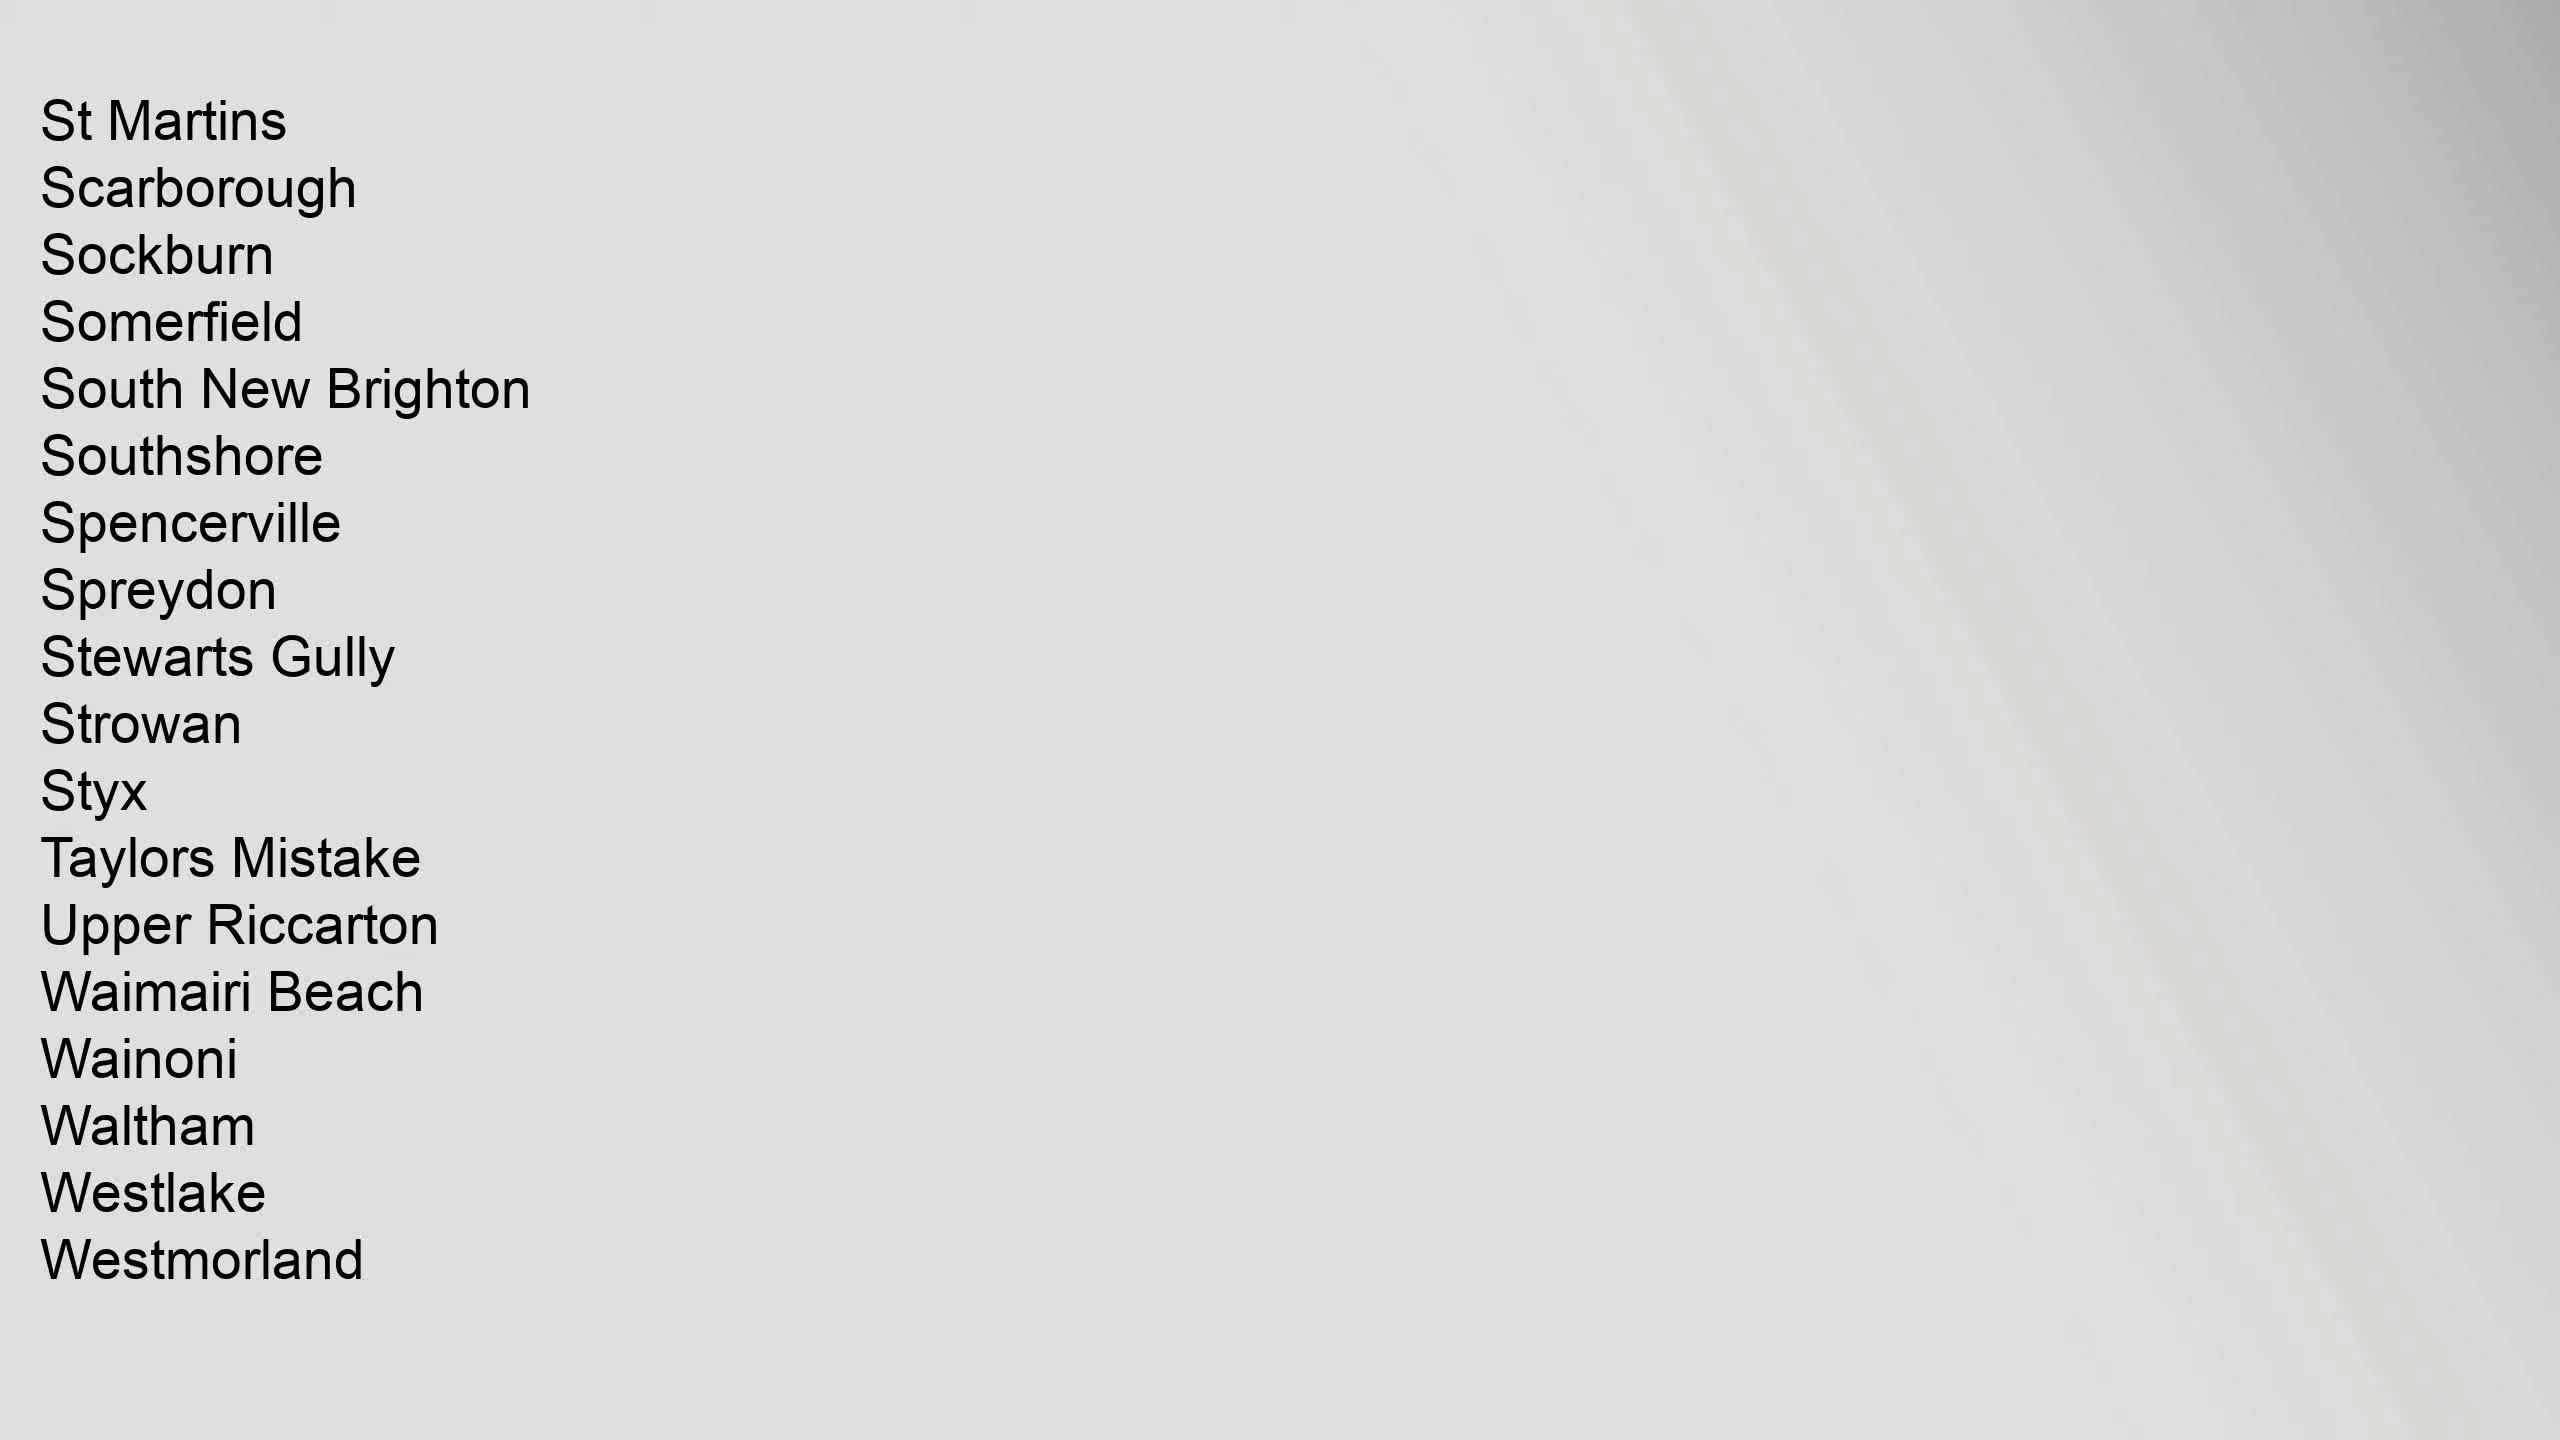 St Martins
Scarborough
Sockburn
Somerfield
South New Brighton
Southshore
Spencerville
Spreydon
Stewarts Gully
Strowan
Styx
Taylors Mistake
Upper Riccarton
Waimairi Beach
Wainoni
Waltham
Westlake
Westmorland